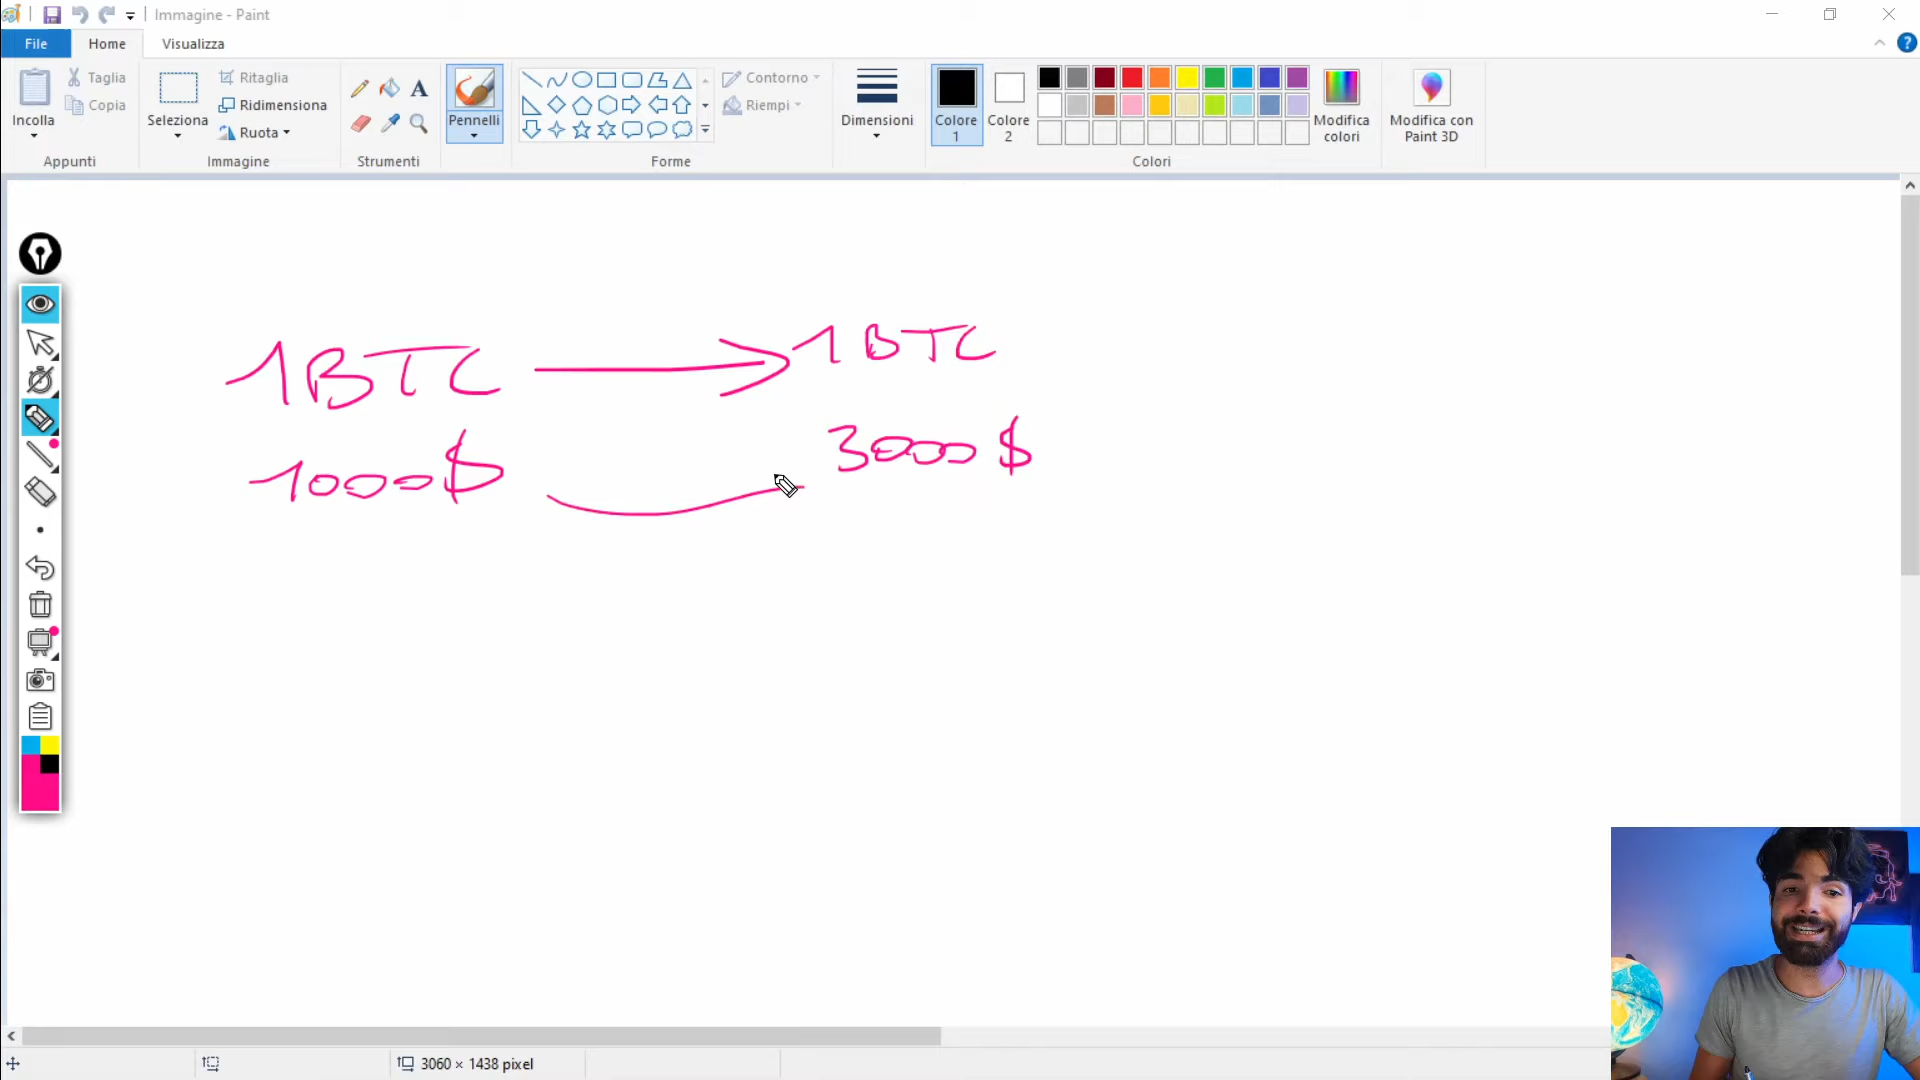 Immagine - Paint
File Home Visualizza
Incolla
Taglia
Copia
Appunti
Seleziona
Ritaglia
Ridimensiona
Ruota
Immagine
Strumenti
Pennelli
Forme
Contorno
Riempi
Dimensioni
Colore 1
Colore 2
Modifica colori
Colori
Modifica con Paint 3D
1BTC 1BTC
1000$ 3000$
3060 × 1438 pixel